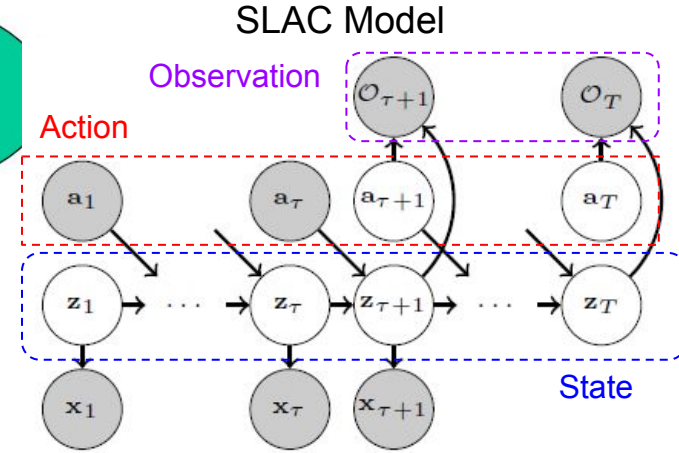 SLAC Model
Observation
𝒪τ+1 𝒪T
Action
a1 aτ aτ+1 aT
z1 ··· zτ zτ+1 ··· zT
State
x1 xτ xτ+1